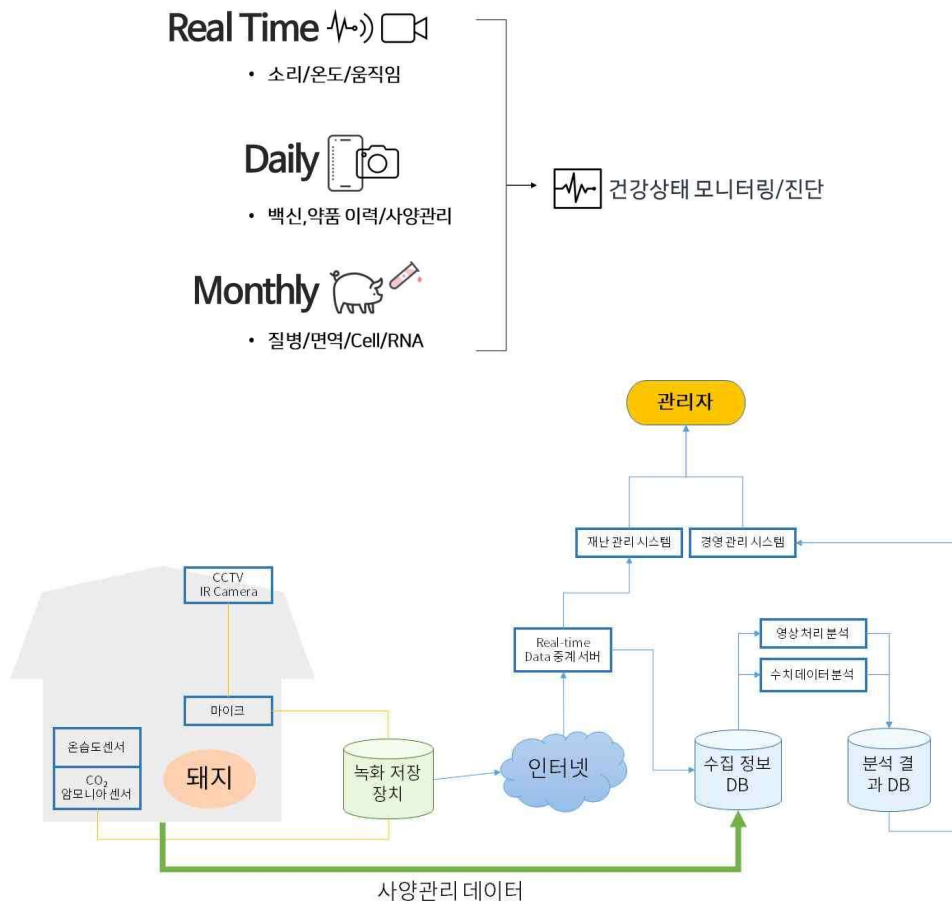 Real Time
• 소리/온도/움직임
Daily
• 백신,약품 이력/사양관리
건강상태 모니터링/진단
Monthly
• 질병/면역/Cell/RNA
관리자
재난관리 시스템
경영관리 시스템
CCTV
IR Camera
Real-time
Data 중계 서버
영상처리 분석
수치데이터 분석
마이크
온습도센서
CO₂
암모니아 센서
돼지
녹화 저장
장치
인터넷
수집 정보
DB
분석 결
과 DB
사양관리 데이터